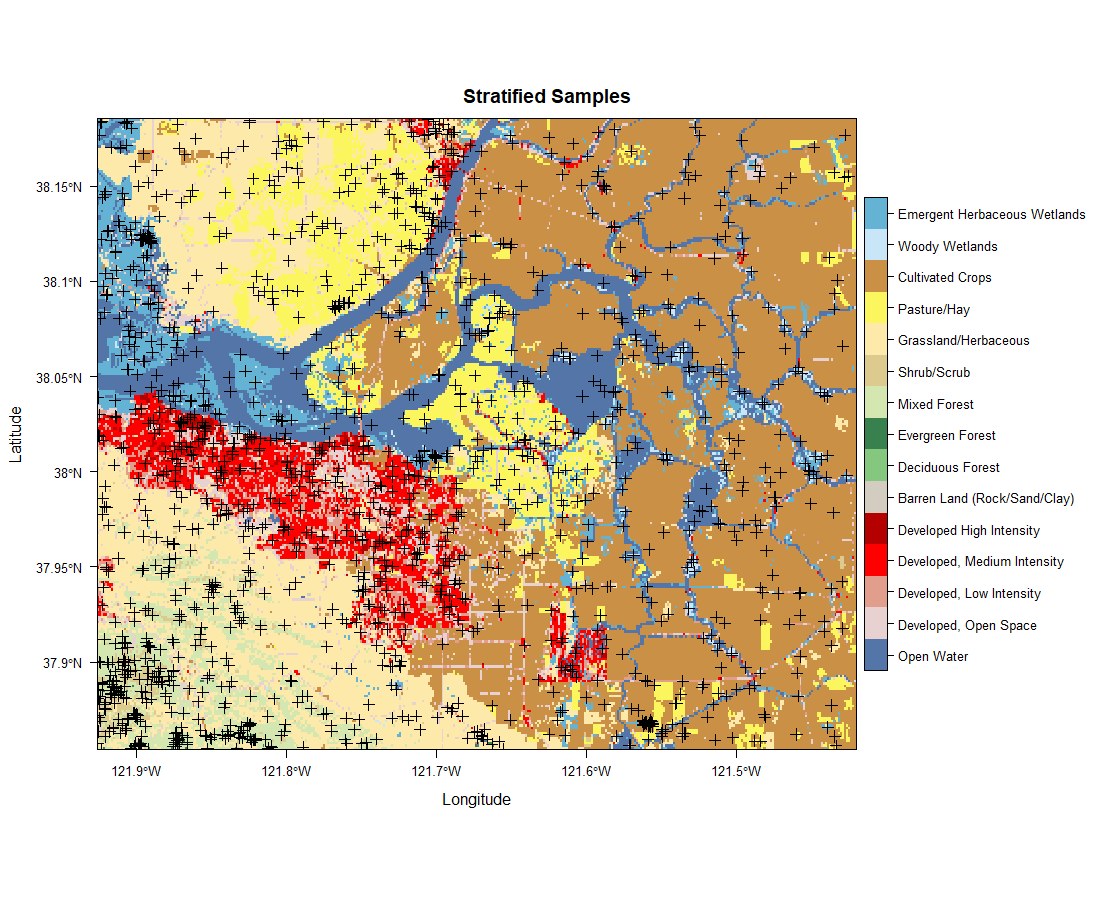 Stratified Samples
38.15°N
38.1°N
38.05°N
38°N
37.95°N
37.9°N
Latitude
121.9°W
121.8°W
121.7°W
121.6°W
121.5°W
Longitude
Emergent Herbaceous Wetlands
Woody Wetlands
Cultivated Crops
Pasture/Hay
Grassland/Herbaceous
Shrub/Scrub
Mixed Forest
Evergreen Forest
Deciduous Forest
Barren Land (Rock/Sand/Clay)
Developed High Intensity
Developed, Medium Intensity
Developed, Low Intensity
Developed, Open Space
Open Water